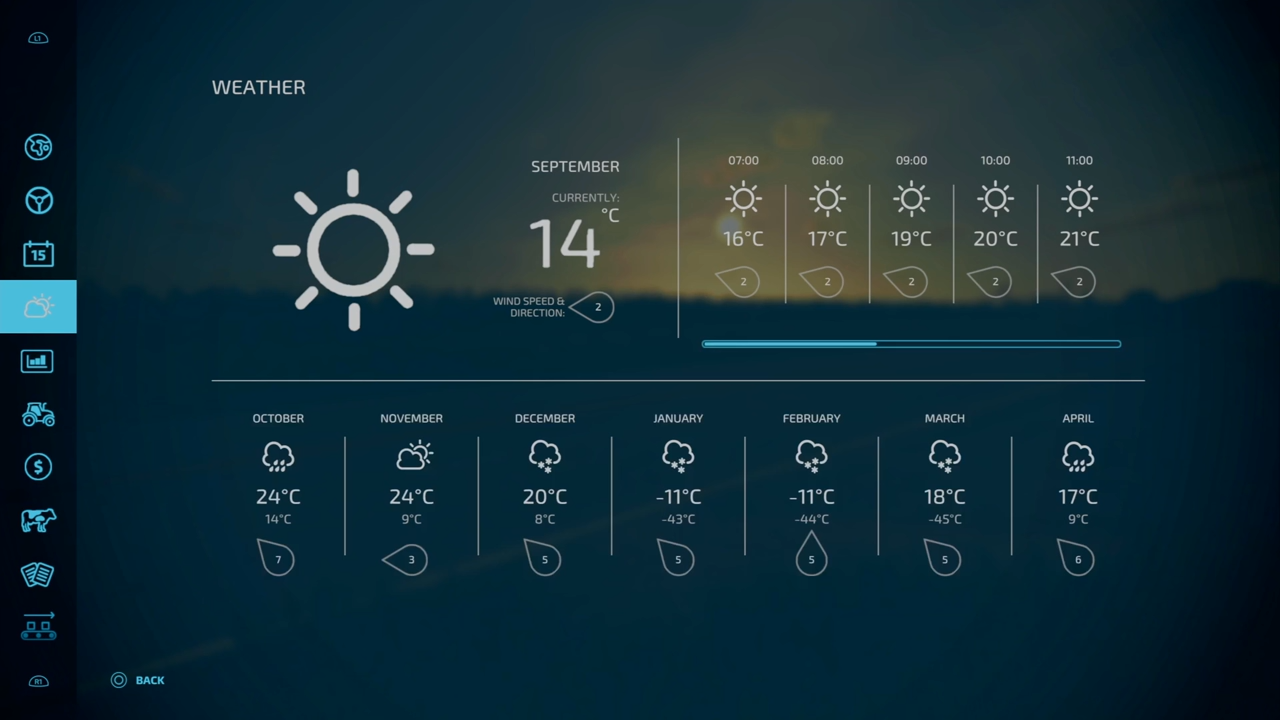 L1
WEATHER
SEPTEMBER
CURRENTLY:
14 °C
WIND SPEED & DIRECTION: 2
07:00 08:00 09:00 10:00 11:00
16°C 17°C 19°C 20°C 21°C
2 2 2 2 2
15
OCTOBER NOVEMBER DECEMBER JANUARY FEBRUARY MARCH APRIL
24°C 24°C 20°C -11°C -11°C 18°C 17°C
14°C 9°C 8°C -43°C -44°C -45°C 9°C
7 3 5 5 5 5 6
$
R1
BACK